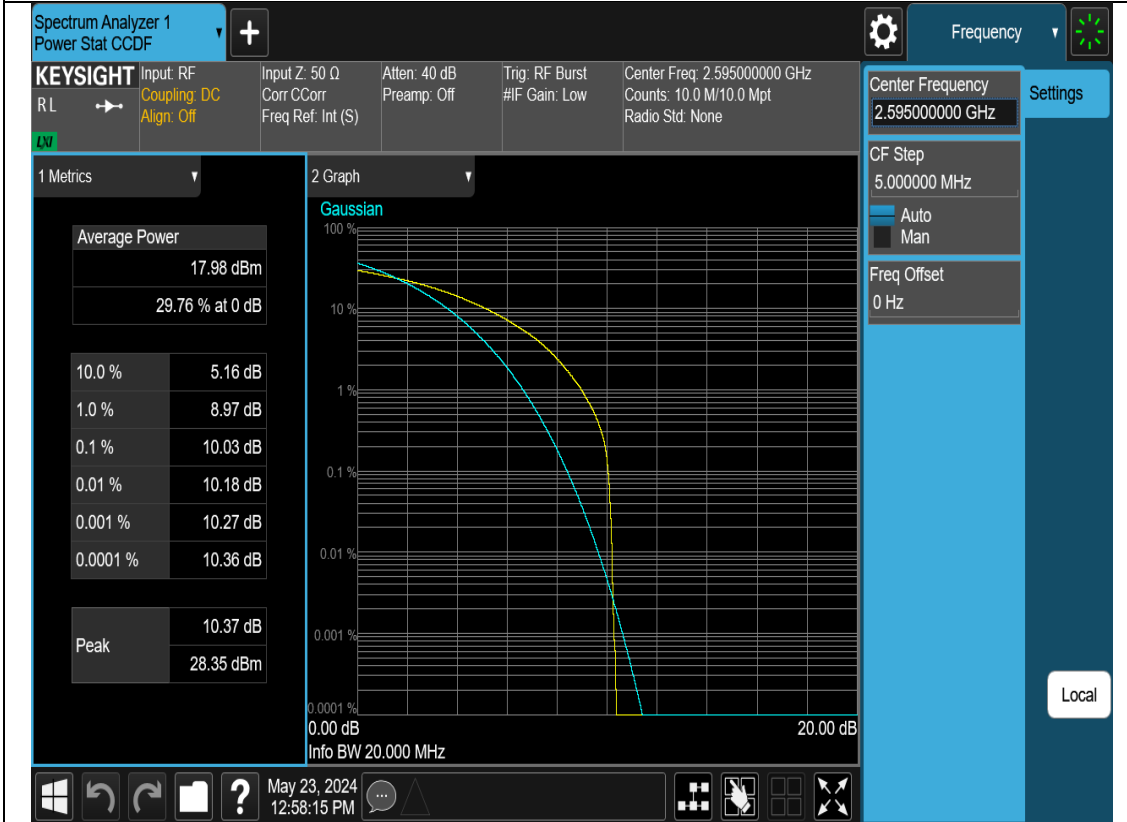 Spectrum Analyzer 1
Power Stat CCDF
+
Frequency
KEYSIGHT
R L
LXI
Input: RF
Coupling: DC
Align: Off
Input Z: 50 Ω
Corr CCorr
Freq Ref: Int (S)
Atten: 40 dB
Preamp: Off
Trig: RF Burst
#IF Gain: Low
Center Freq: 2.595000000 GHz
Counts: 10.0 M/10.0 Mpt
Radio Std: None
Center Frequency
2.595000000 GHz
Settings
CF Step
5.000000 MHz
Auto
Man
Freq Offset
0 Hz
1 Metrics
Average Power
17.98 dBm
29.76 % at 0 dB
10.0 % 5.16 dB
1.0 % 8.97 dB
0.1 % 10.03 dB
0.01 % 10.18 dB
0.001 % 10.27 dB
0.0001 % 10.36 dB
Peak
10.37 dB
28.35 dBm
2 Graph
Gaussian
100 %
10 %
1 %
0.1 %
0.01 %
0.001 %
0.0001 %
0.00 dB 20.00 dB
Info BW 20.000 MHz
Local
?
May 23, 2024
12:58:15 PM